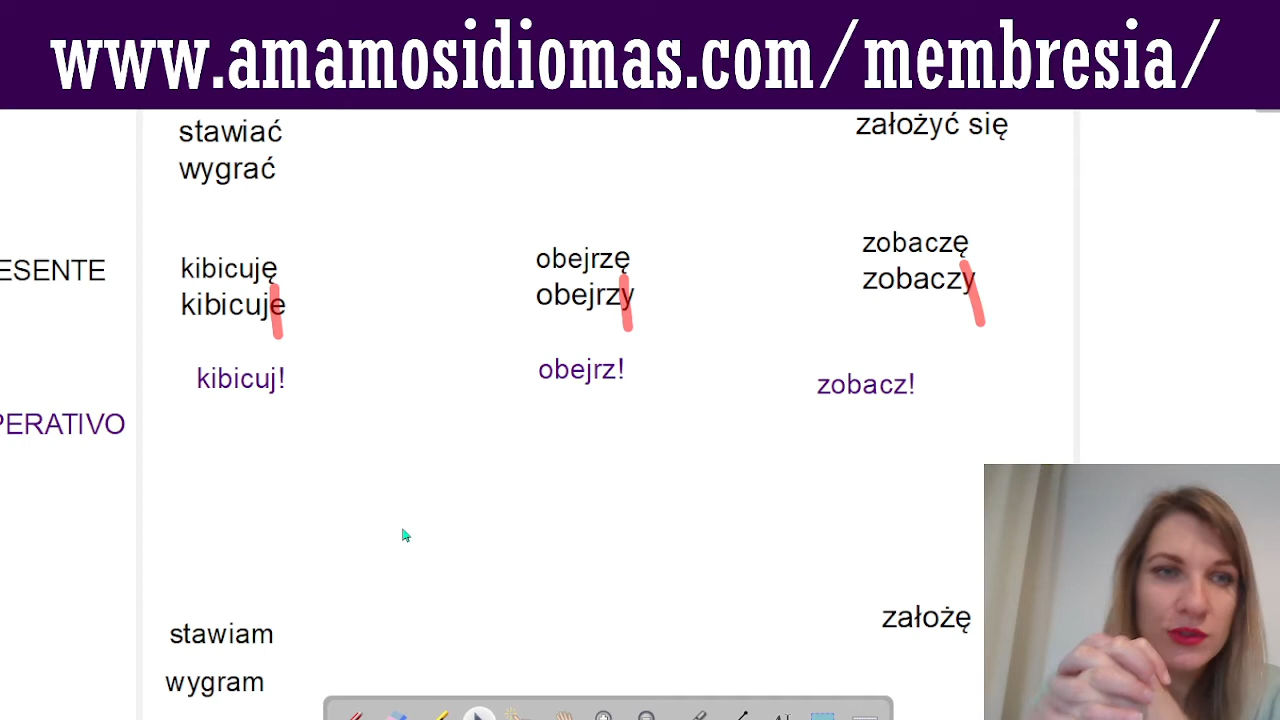 www.amamosidiomas.com/membresia/
stawiać
wygrać
założyć się
ESENTE
kibicuję
kibicuje
obejrzę
obejrzy
zobaczę
zobaczy
PERATIVO
kibicuj!
obejrz!
zobacz!
stawiam
wygram
założę